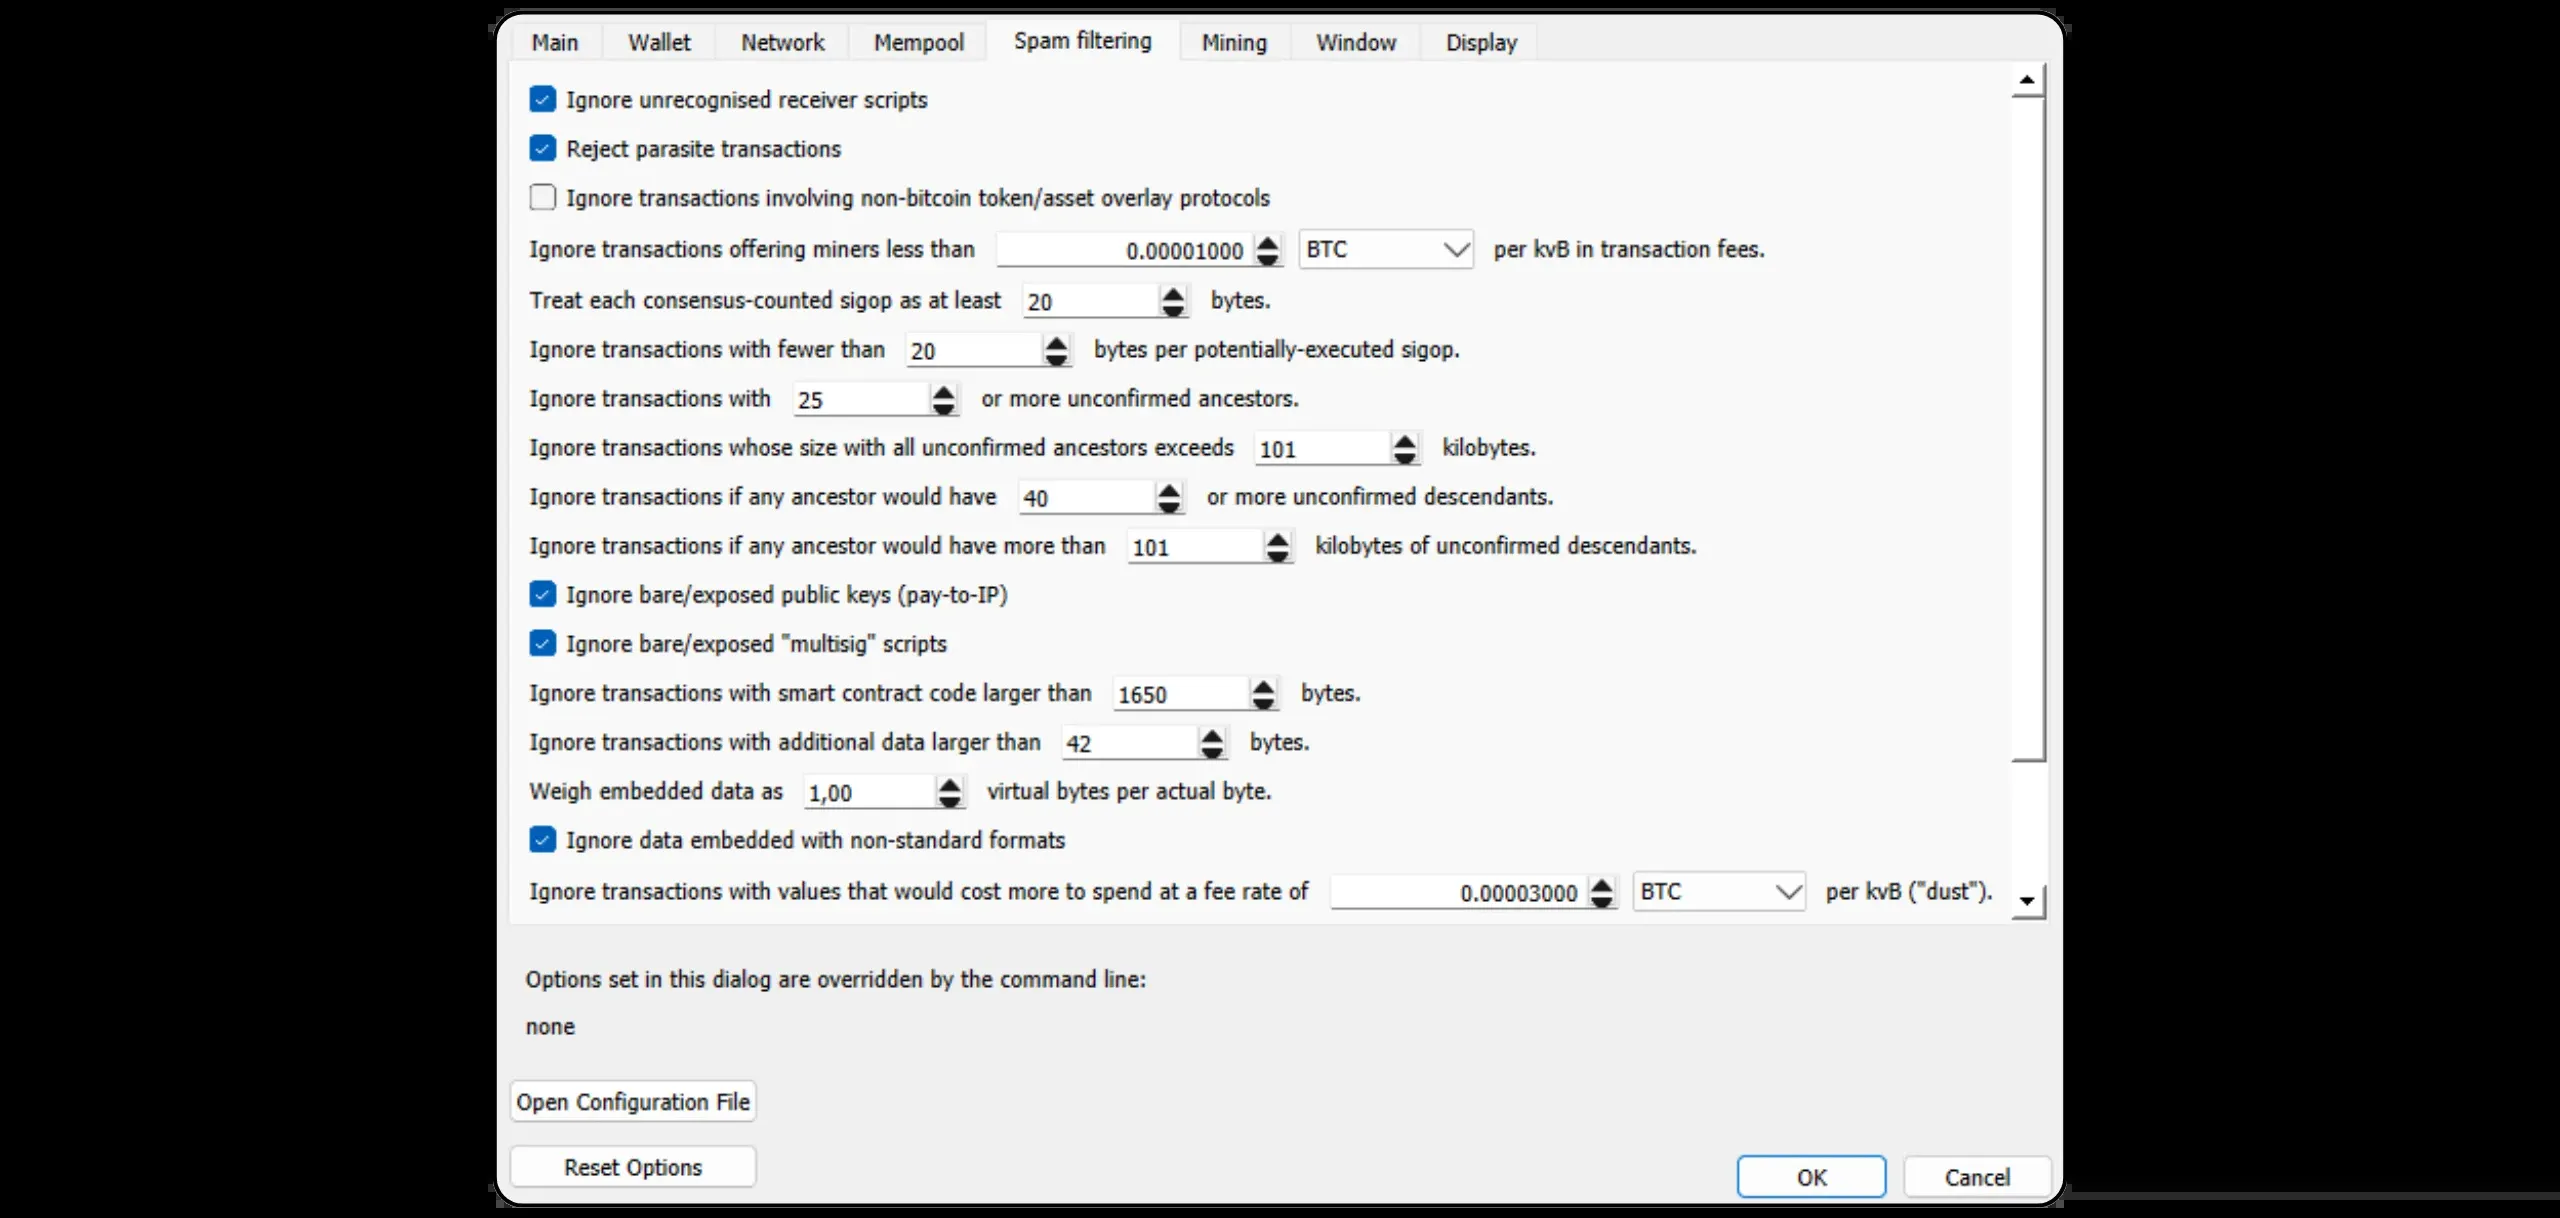 Main Wallet Network Mempool Spam filtering Mining Window Display
Ignore unrecognised receiver scripts
Reject parasite transactions
Ignore transactions involving non-bitcoin token/asset overlay protocols
Ignore transactions offering miners less than 0.00001000 BTC per kvB in transaction fees.
Treat each consensus-counted sigop as at least 20 bytes.
Ignore transactions with fewer than 20 bytes per potentially-executed sigop.
Ignore transactions with 25 or more unconfirmed ancestors.
Ignore transactions whose size with all unconfirmed ancestors exceeds 101 kilobytes.
Ignore transactions if any ancestor would have 40 or more unconfirmed descendants.
Ignore transactions if any ancestor would have more than 101 kilobytes of unconfirmed descendants.
Ignore bare/exposed public keys (pay-to-IP)
Ignore bare/exposed "multisig" scripts
Ignore transactions with smart contract code larger than 1650 bytes.
Ignore transactions with additional data larger than 42 bytes.
Weigh embedded data as 1,00 virtual bytes per actual byte.
Ignore data embedded with non-standard formats
Ignore transactions with values that would cost more to spend at a fee rate of 0.00003000 BTC per kvB ("dust").
Options set in this dialog are overridden by the command line:
none
Open Configuration File
Reset Options
OK Cancel